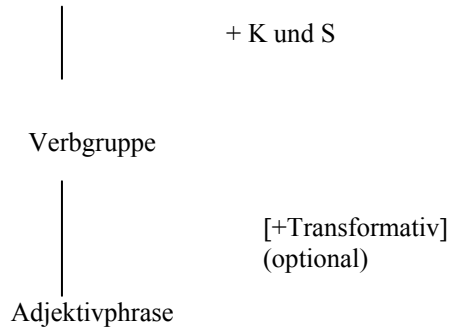 + K und S
Verbgruppe
[+Transformativ]
(optional)
Adjektivphrase